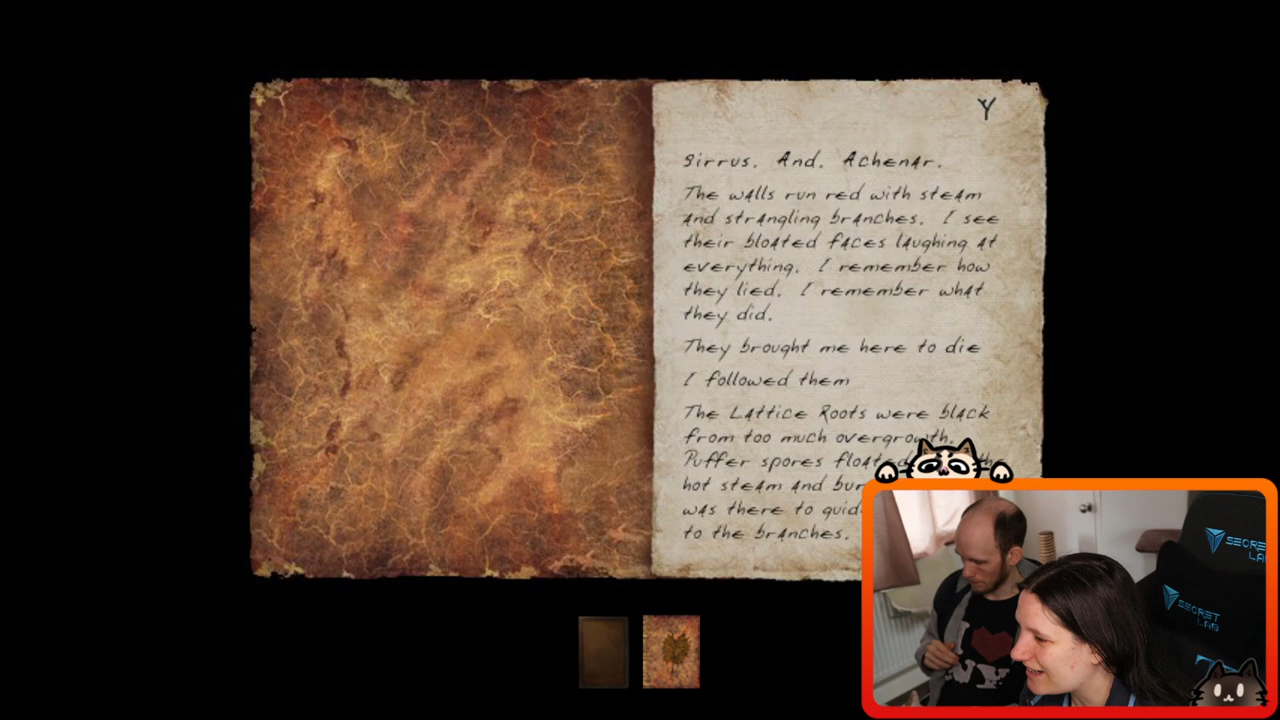 Y
Sirrus. And. Achenar.
The walls run red with steam
and strangling branches. I see
their bloated faces laughing at
everything. I remember how
they lied. I remember what
they did.
They brought me here to die
I followed them
The Lattice Roots were black
from too much overgrowth.
Puffer spores floated
hot steam and
was there to
to the branches.
SECRET
LAB
SECRET
LAB